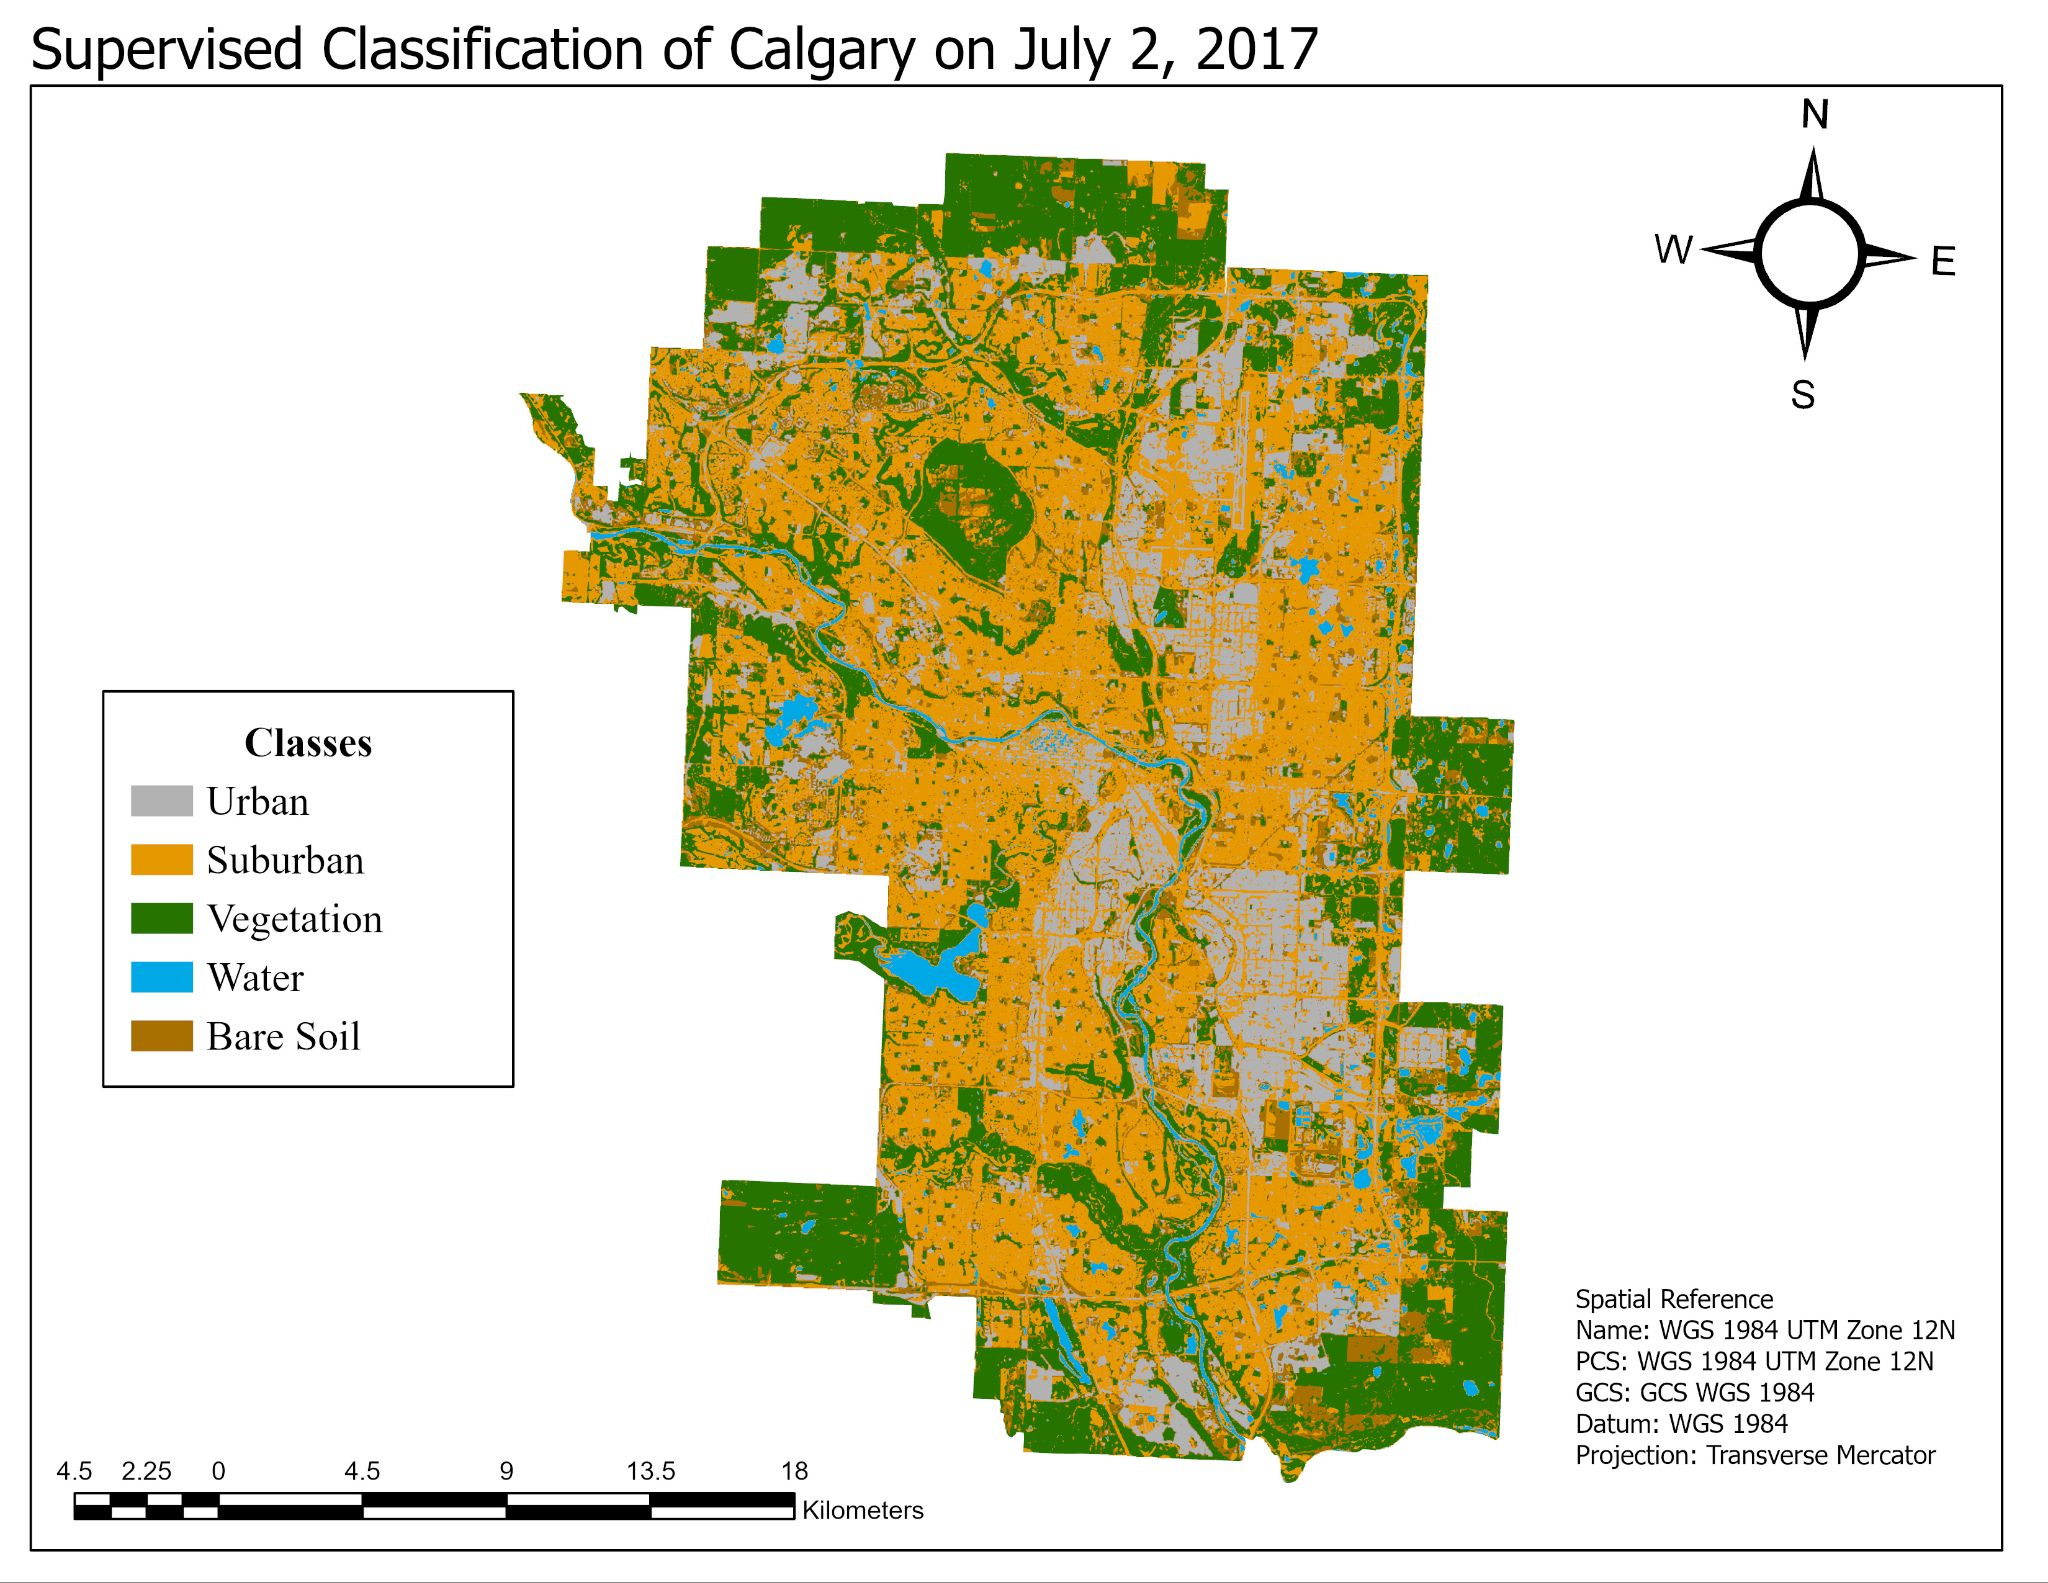 Supervised Classification of Calgary on July 2, 2017
N
W
E
S
Classes
Urban
Suburban
Vegetation
Water
Bare Soil
Spatial Reference
Name: WGS 1984 UTM Zone 12N
PCS: WGS 1984 UTM Zone 12N
GCS: GCS WGS 1984
Datum: WGS 1984
Projection: Transverse Mercator
4.5 2.25 0 4.5 9 13.5 18
Kilometers